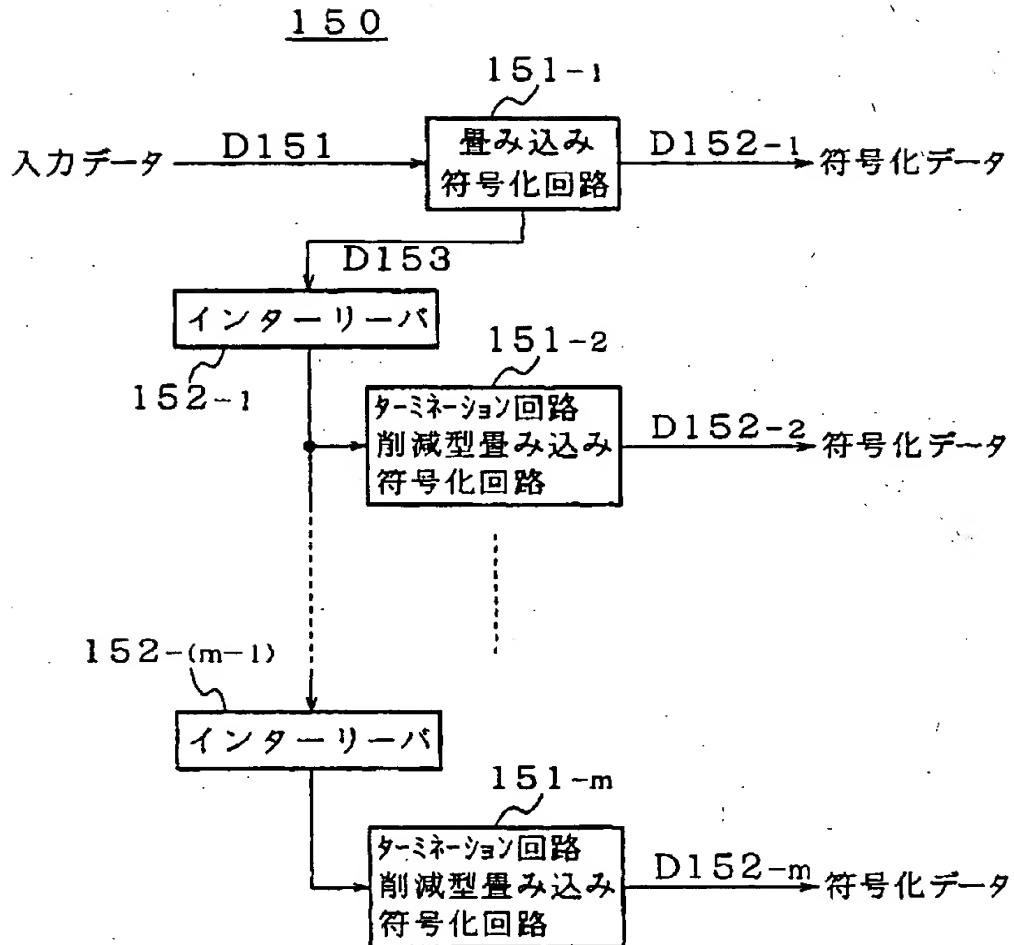 150
151-1
入力データ
D151
畳み込み
符号化回路
D152-1
符号化データ
D153
インターリーバ
152-1
151-2
ターミネーション回路
削減型畳み込み
符号化回路
D152-2
符号化データ
152-(m-1)
インターリーバ
151-m
ターミネーション回路
削減型畳み込み
符号化回路
D152-m
符号化データ